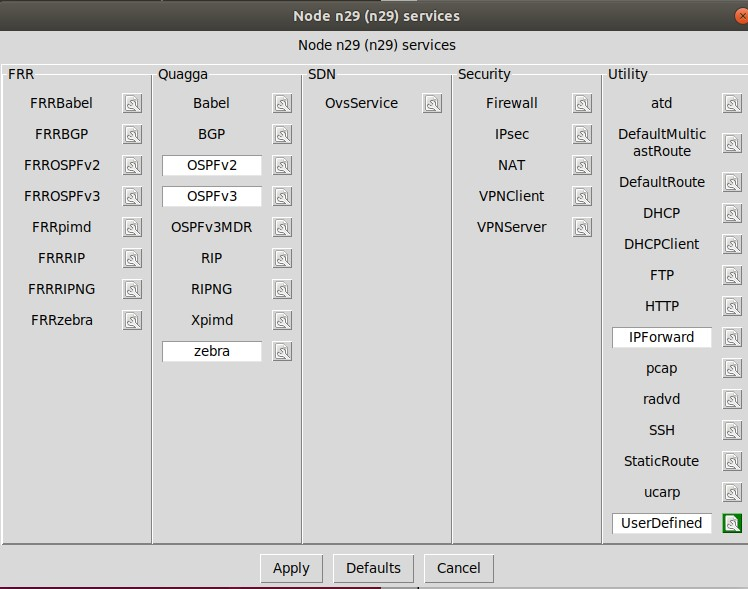 Node n29 (n29) services
Node n29 (n29) services
FRR
FRRBabel
FRRBGP
FRROSPFv2
FRROSPFv3
FRRpimd
FRRRIP
FRRRIPNG
FRRzebra
Quagga
Babel
BGP
OSPFv2
OSPFv3
OSPFv3MDR
RIP
RIPNG
Xpimd
zebra
SDN
OvsService
Security
Firewall
IPsec
NAT
VPNClient
VPNServer
Utility
atd
DefaultMultic
astRoute
DefaultRoute
DHCP
DHCPClient
FTP
HTTP
IPForward
pcap
radvd
SSH
StaticRoute
ucarp
UserDefined
Apply
Defaults
Cancel